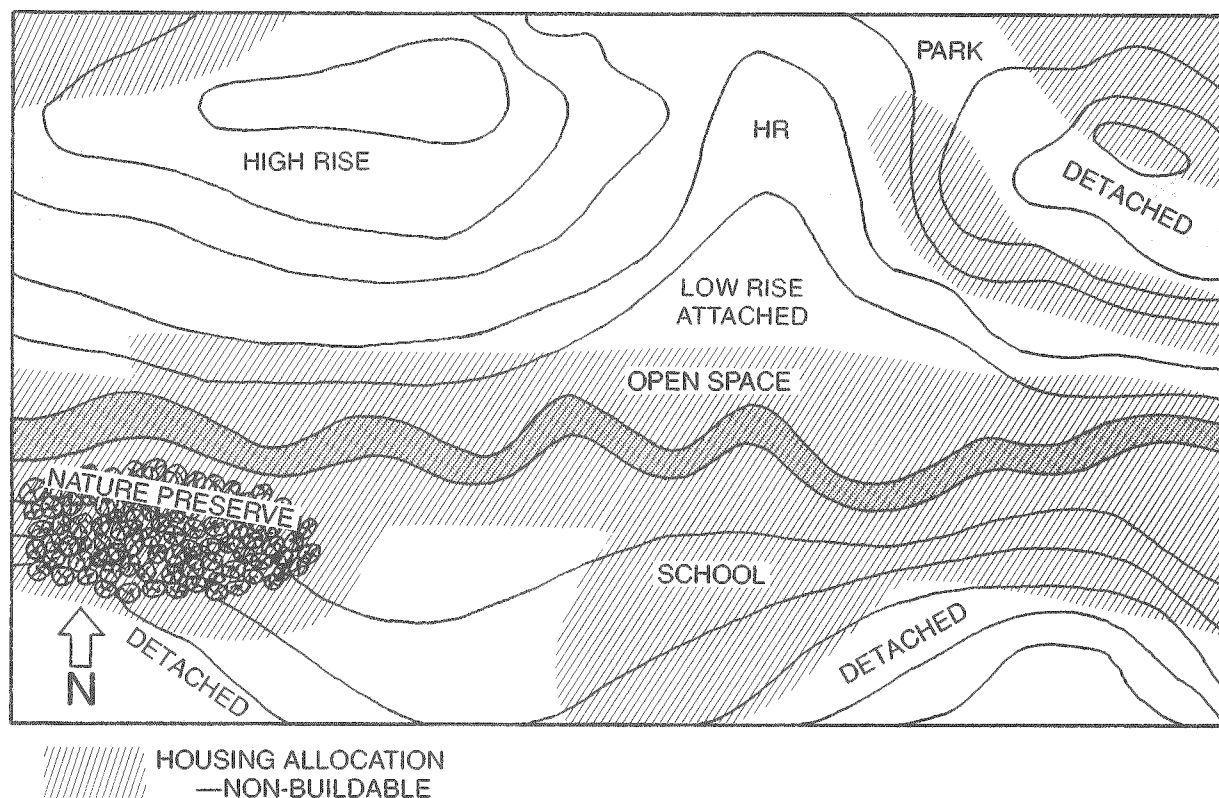 PARK
HR
HIGH RISE
DETACHED
LOW RISE
ATTACHED
OPEN SPACE
NATURE PRESERVE
SCHOOL
DETACHED
DETACHED
N
HOUSING ALLOCATION
—NON-BUILDABLE